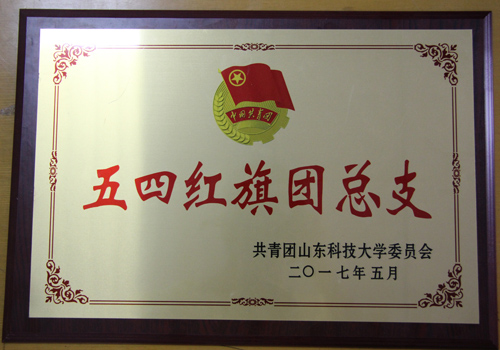 中国共青团
五四红旗团总支
共青团山东科技大学委员会
二〇一七年五月